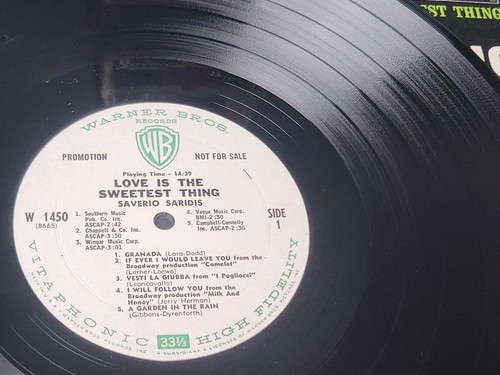 EST THING
WARNER BROS.
RECORDS
WB
PROMOTION
NOT FOR SALE
Playing Time - 14:39
LOVE IS THE
SWEETEST THING
SAVERIO SARIDIS
W 1450
(8665)
SIDE
1
1. Southern Music
Pub. Co. Inc.
ASCAP-2:42
2. Chappell & Co. Inc.
ASCAP-3:50
3. Wingar Music Corp.
ASCAP-3:01
4. Vogue Music Corp.
BMI-2:30
5. Campbell-Connelly
Inc. ASCAP-2:36
1. GRANADA (Lara-Dodd)
2. IF EVER I WOULD LEAVE YOU from the
Broadway production "Camelot"
(Lerner-Loewe)
3. VESTI LA GIUBBA from "I Pagliacci"
(Leoncavallo)
4. I WILL FOLLOW YOU from the
Broadway production "Milk And
Honey" (Jerry Herman)
5. A GARDEN IN THE RAIN
(Gibbons-Dyrenforth)
VITAPHONIC
33⅓
HIGH FIDELITY